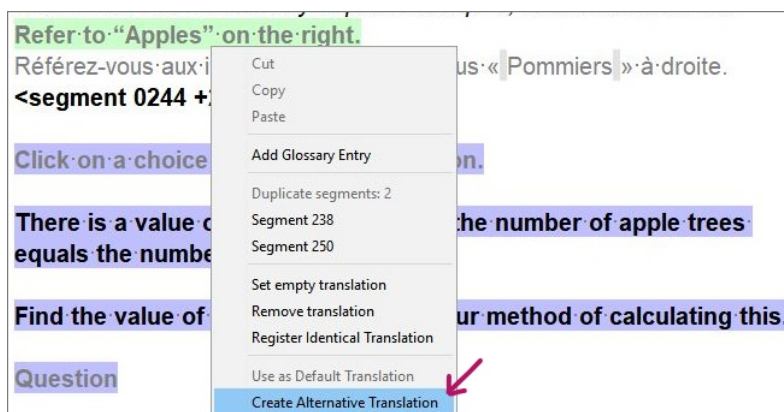 Refer to “Apples” on the right.
Référez-vous aux i us « Pommiers » à droite.
<segment 0244 +
Click on a choice on.
There is a value the number of apple trees
equals the numbe
Find the value of ur method of calculating this.
Question
Cut
Copy
Paste
Add Glossary Entry
Duplicate segments: 2
Segment 238
Segment 250
Set empty translation
Remove translation
Register Identical Translation
Use as Default Translation
Create Alternative Translation